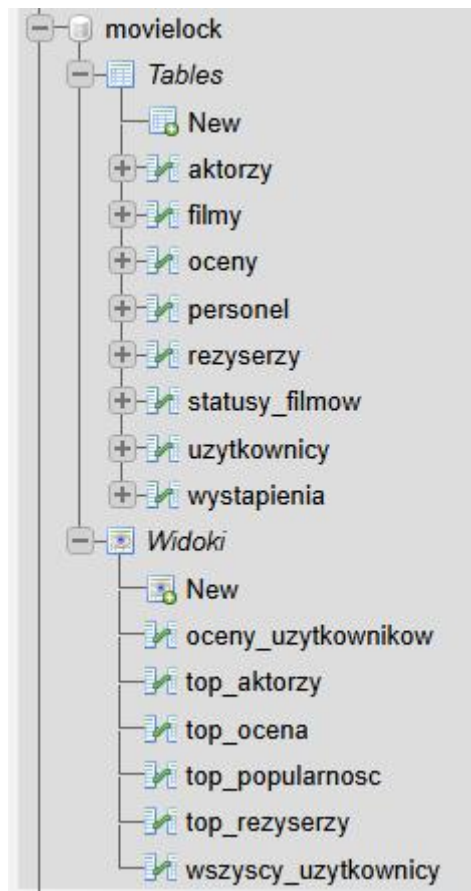 movielock
Tables
New
aktorzy
filmy
oceny
personel
rezyserzy
statusy_filmow
uzytkownicy
wystapienia
Widoki
New
oceny_uzytkownikow
top_aktorzy
top_ocena
top_popularnosc
top_rezyserzy
wszyscy_uzytkownicy